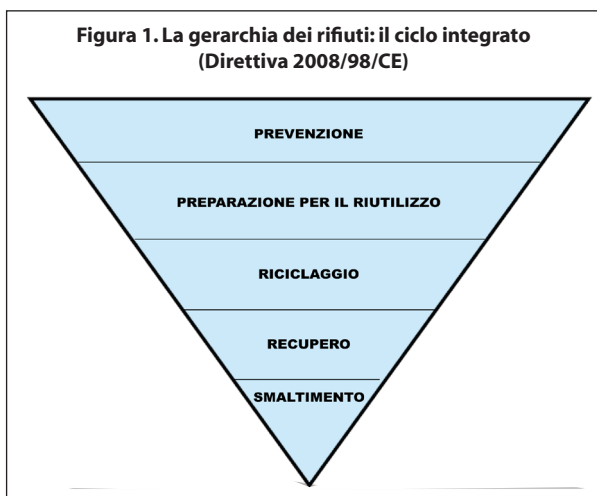 Figura 1. La gerarchia dei rifiuti: il ciclo integrato
(Direttiva 2008/98/CE)
PREVENZIONE
PREPARAZIONE PER IL RIUTILIZZO
RICICLAGGIO
RECUPERO
SMALTIMENTO